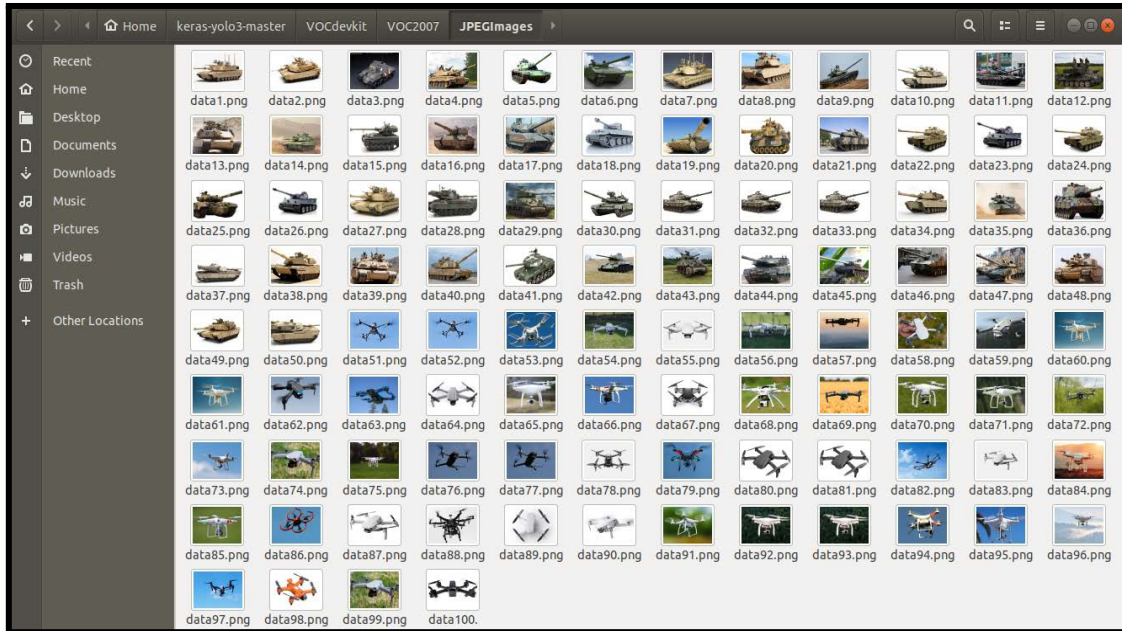 Home keras-yolo3-master VOCdevkit VOC2007 JPEGImages
Recent
Home
Desktop
Documents
Downloads
Music
Pictures
Videos
Trash
Other Locations
data1.png data2.png data3.png data4.png data5.png data6.png data7.png data8.png data9.png data10.png data11.png data12.png
data13.png data14.png data15.png data16.png data17.png data18.png data19.png data20.png data21.png data22.png data23.png data24.png
data25.png data26.png data27.png data28.png data29.png data30.png data31.png data32.png data33.png data34.png data35.png data36.png
data37.png data38.png data39.png data40.png data41.png data42.png data43.png data44.png data45.png data46.png data47.png data48.png
data49.png data50.png data51.png data52.png data53.png data54.png data55.png data56.png data57.png data58.png data59.png data60.png
data61.png data62.png data63.png data64.png data65.png data66.png data67.png data68.png data69.png data70.png data71.png data72.png
data73.png data74.png data75.png data76.png data77.png data78.png data79.png data80.png data81.png data82.png data83.png data84.png
data85.png data86.png data87.png data88.png data89.png data90.png data91.png data92.png data93.png data94.png data95.png data96.png
data97.png data98.png data99.png data100.